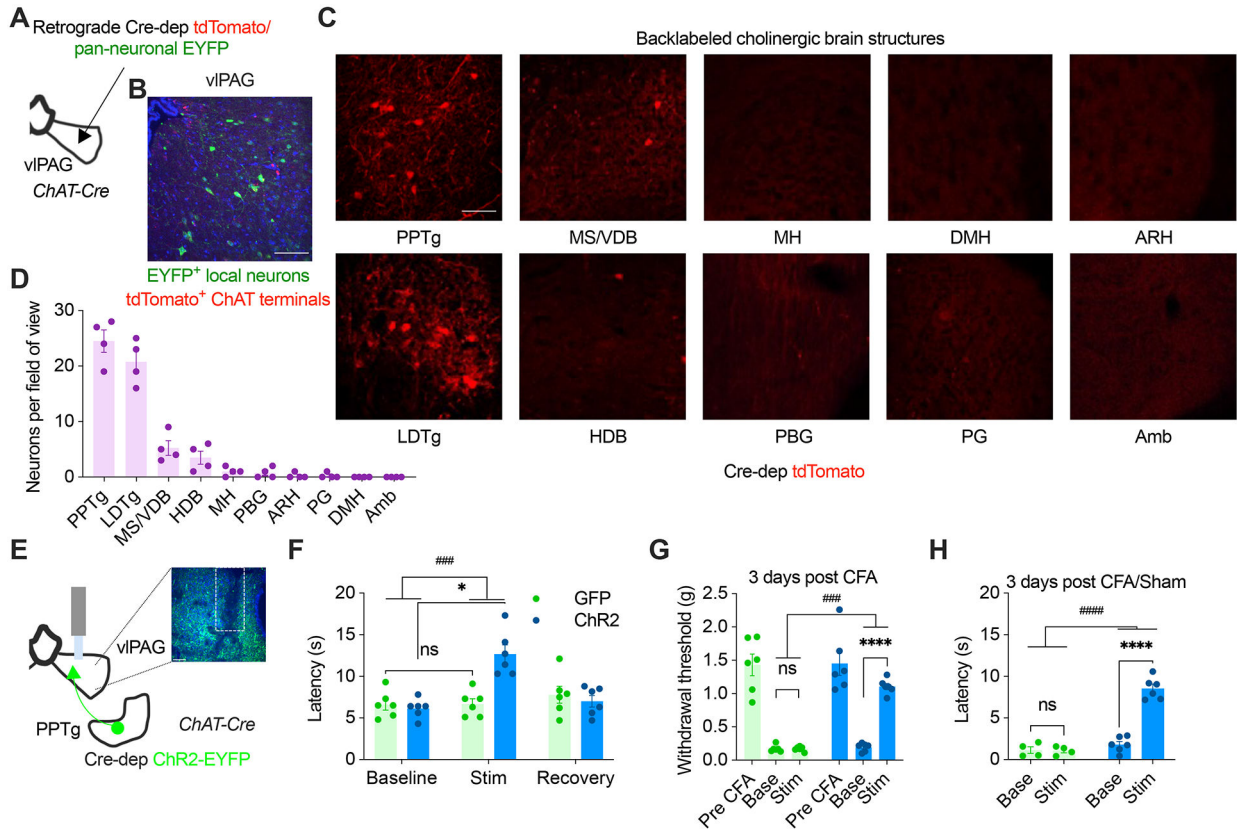 A
Retrograde Cre-dep tdTomato/
pan-neuronal EYFP
vlPAG
ChAT-Cre
B
vlPAG
EYFP+ local neurons
tdTomato+ ChAT terminals
C
Backlabeled cholinergic brain structures
PPTg
MS/VDB
MH
DMH
ARH
LDTg
HDB
PBG
PG
Amb
Cre-dep tdTomato
D
Neurons per field of view
30
20
10
0
PPTg
LDTg
MS/VDB
HDB
MH
PBG
ARH
PG
DMH
Amb
E
vlPAG
PPTg
ChAT-Cre
Cre-dep ChR2-EYFP
F
Latency (s)
20
15
10
5
0
###
*
ns
ns
GFP
ChR2
Baseline
Stim
Recovery
G
3 days post CFA
Withdrawal threshold (g)
2.5
2.0
1.5
1.0
0.5
0.0
###
ns
****
Pre CFA
Base
Stim
Pre CFA
Base
Stim
H
3 days post CFA/Sham
Latency (s)
20
15
10
5
0
####
ns
****
Base
Stim
Base
Stim